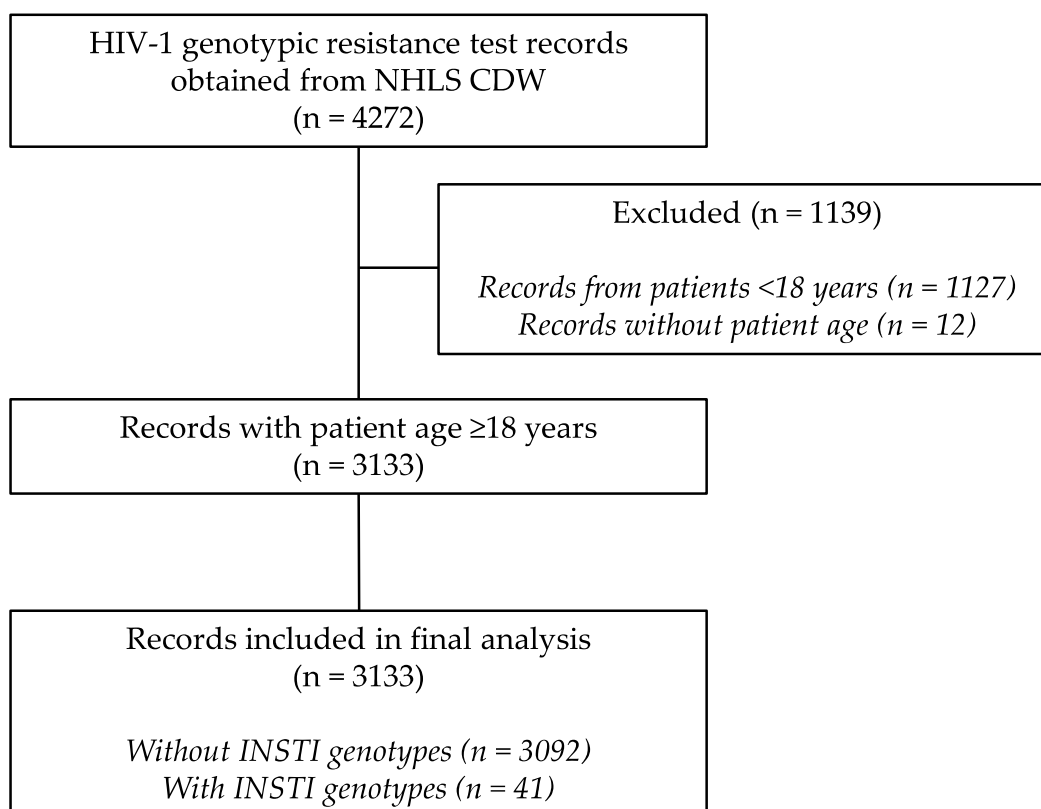 HIV-1 genotypic resistance test records
obtained from NHLS CDW
(n = 4272)
Excluded (n = 1139)
Records from patients <18 years (n = 1127)
Records without patient age (n = 12)
Records with patient age ≥18 years
(n = 3133)
Records included in final analysis
(n = 3133)
Without INSTI genotypes (n = 3092)
With INSTI genotypes (n = 41)